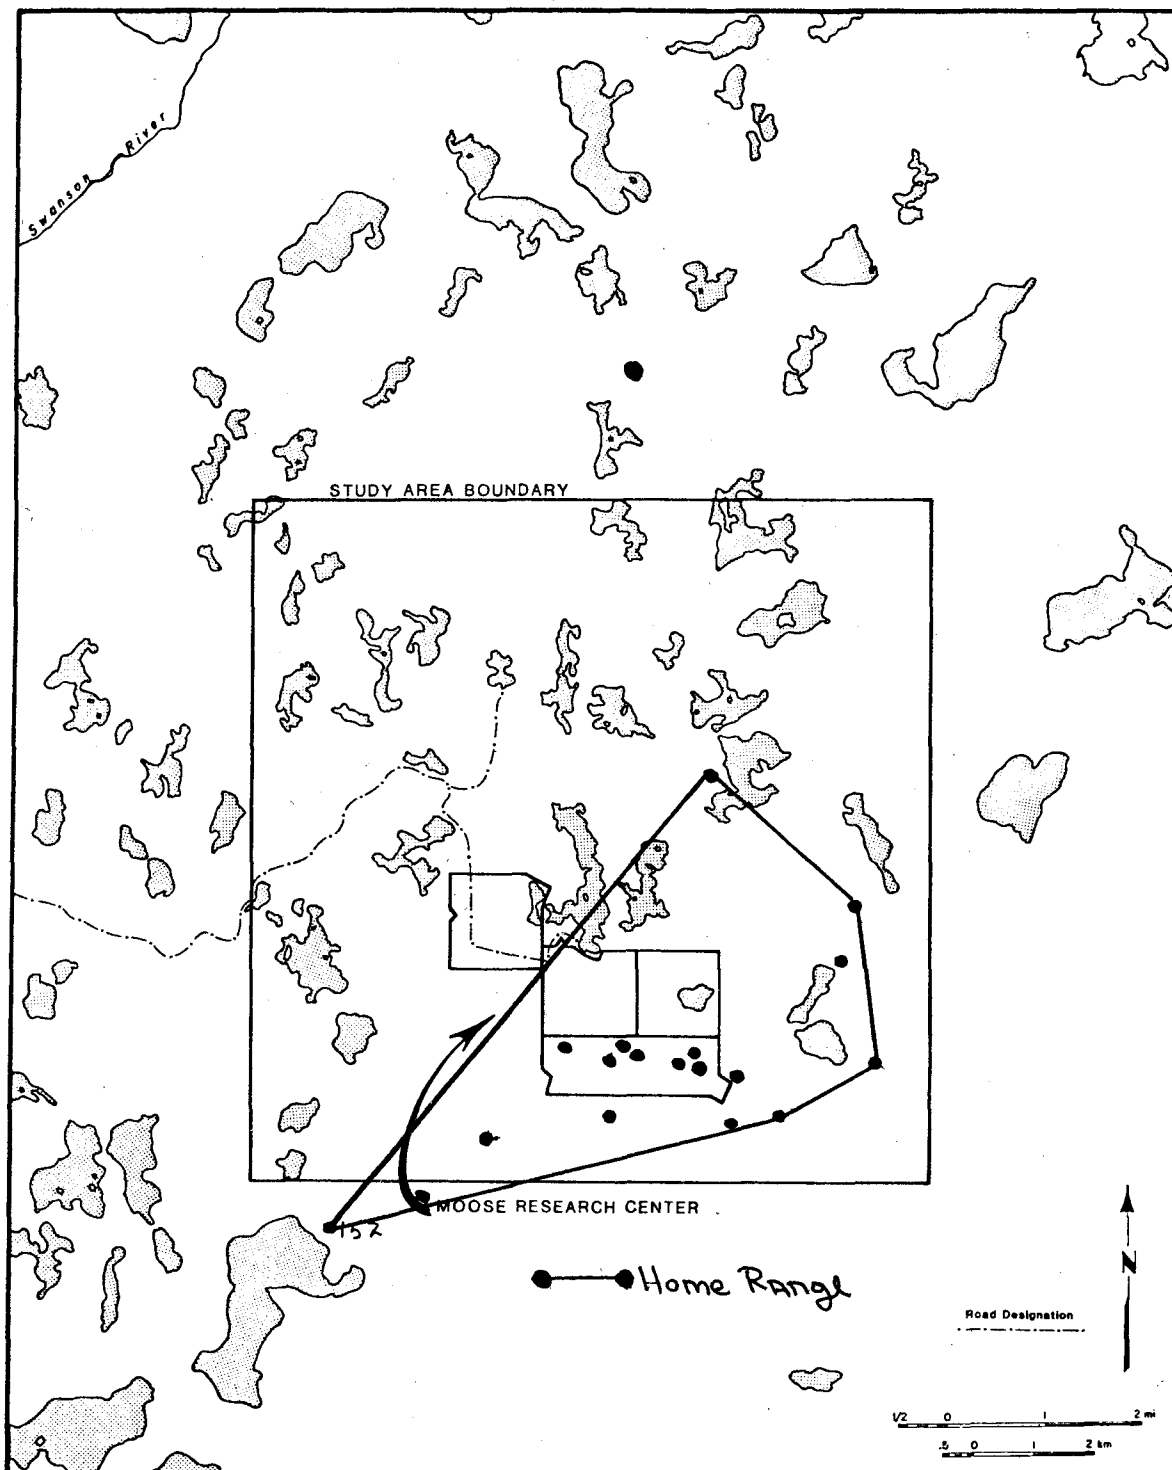 Swanson River
STUDY AREA BOUNDARY
MOOSE RESEARCH CENTER
152
Home Range
N
Road Designation
1/2 0 1 2 mi
.5 0 1 2 km